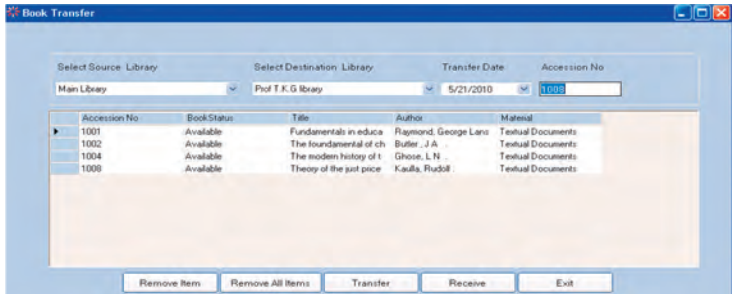 Book Transfer
Select Source Library Select Destination Library Transfer Date Accession No
Main Library Prof T.K.G library 5/21/2010 1008
Accession No BookStatus Title Author Material
1001 Available Fundamentals in educa Raymond, George Lans Textual Documents
1002 Available The foundamental of ch Butler , J A . Textual Documents
1004 Available The modern history of t Ghose, L N . Textual Documents
1008 Available Theory of the just price Kaulla, Rudolf . Textual Documents
Remove Item Remove All Items Transfer Receive Exit